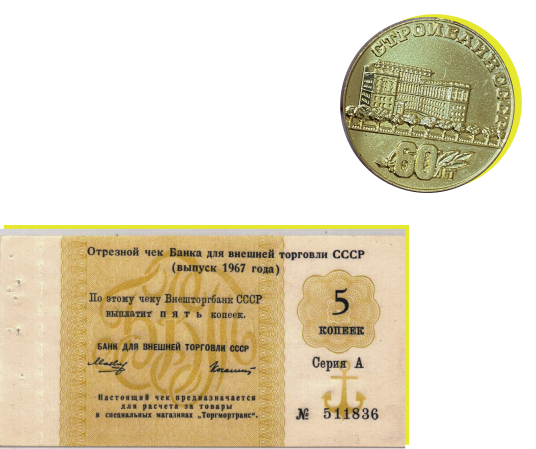 СТРОЙБАНК СССР
60 ЛЕТ
Отрезной чек Банка для внешней торговли СССР
(выпуск 1967 года)
По этому чеку Внешторгбанк СССР
выплатит пять копеек.
БАНК ДЛЯ ВНЕШНЕЙ ТОРГОВЛИ СССР
Настоящий чек предназначается
для расчета за товары
в специальных магазинах „Торгмортранс“.
5
КОПЕЕК
Серия А
№ 511836